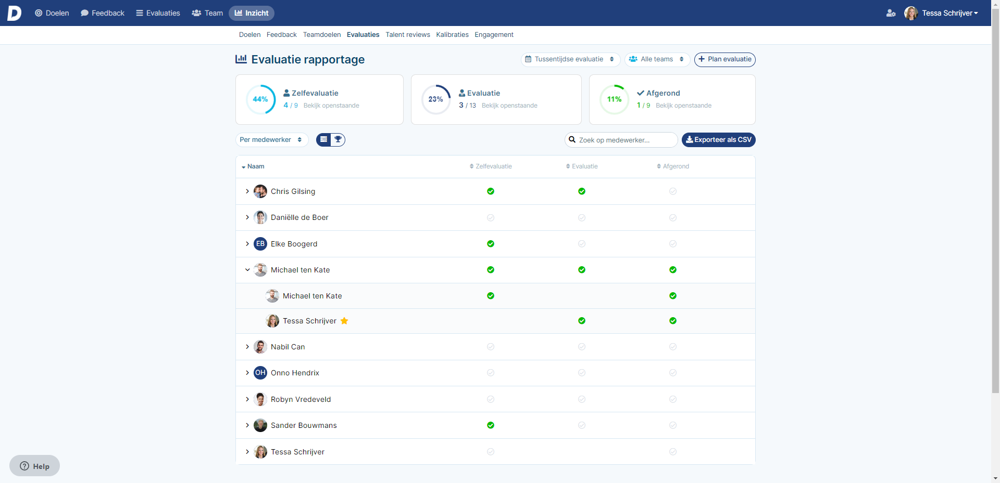 D Doelen Feedback Evaluaties Team Inzicht Tessa Schrijver
Doelen Feedback Teamdoelen Evaluaties Talent reviews Kalibraties Engagement
Evaluatie rapportage Tussentijdse evaluatie Alle teams + Plan evaluatie
44% Zelfevaluatie
4 / 9 Bekijk openstaande
23% Evaluatie
3 / 13 Bekijk openstaande
11% Afgerond
1 / 9 Bekijk openstaande
Per medewerker Zoek op medewerker... Exporteer als CSV
Naam Zelfevaluatie Evaluatie Afgerond
Chris Gilsing
Daniëlle de Boer
EB Elke Boogerd
Michael ten Kate
Michael ten Kate
Tessa Schrijver
Nabil Can
OH Onno Hendrix
Robyn Vredeveld
Sander Bouwmans
Tessa Schrijver
? Help